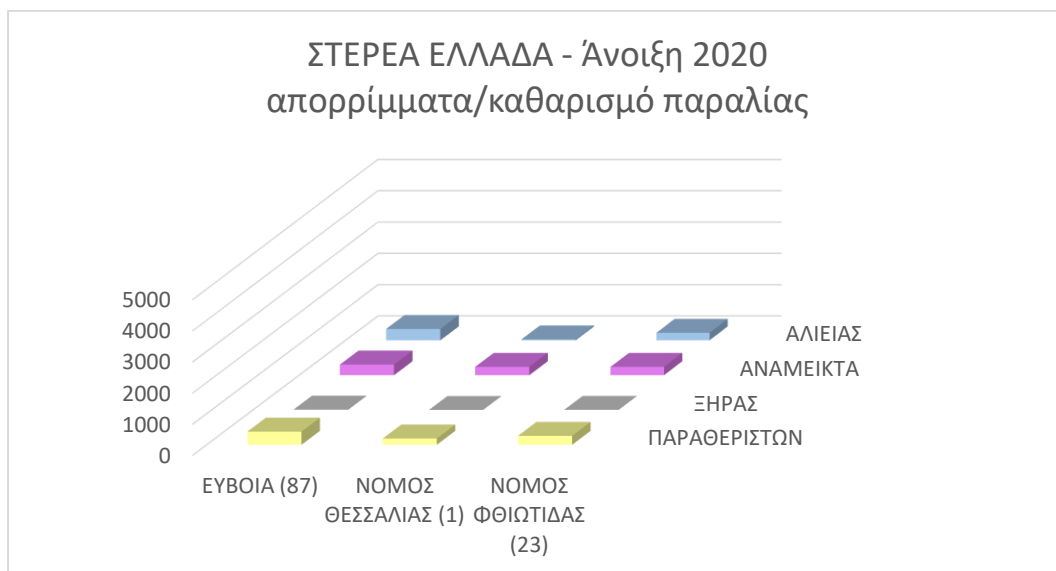 ΣΤΕΡΕΑ ΕΛΛΑΔΑ - Άνοιξη 2020
απορρίμματα/καθαρισμό παραλίας
5000
4000
3000
2000
1000
0
ΑΛΙΕΙΑΣ
ΑΝΑΜΕΙΚΤΑ
ΞΗΡΑΣ
ΠΑΡΑΘΕΡΙΣΤΩΝ
ΕΥΒΟΙΑ (87)
ΝΟΜΟΣ
ΘΕΣΣΑΛΙΑΣ (1)
ΝΟΜΟΣ
ΦΘΙΩΤΙΔΑΣ
(23)